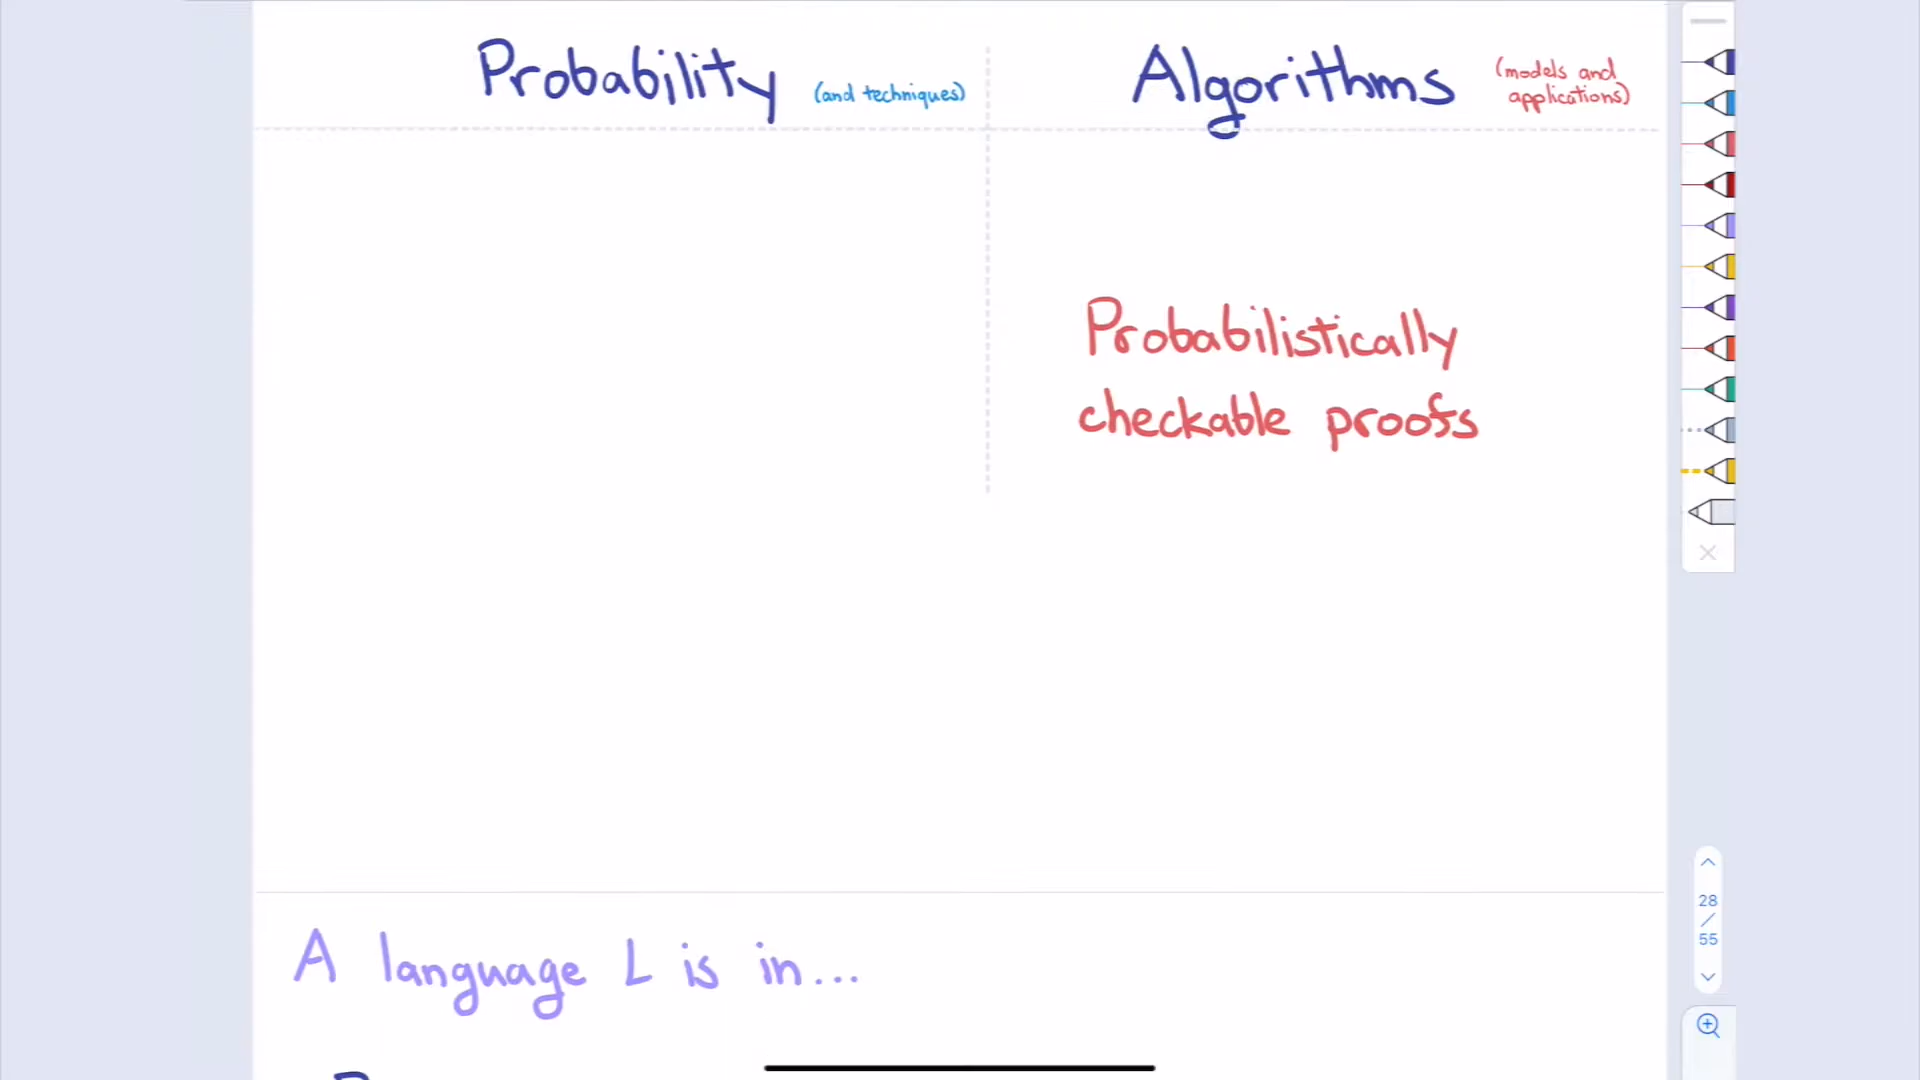 Probability (and techniques)
Algorithms (models and
applications)
Probabilistically
checkable proofs
A language L is in...
28
/
55